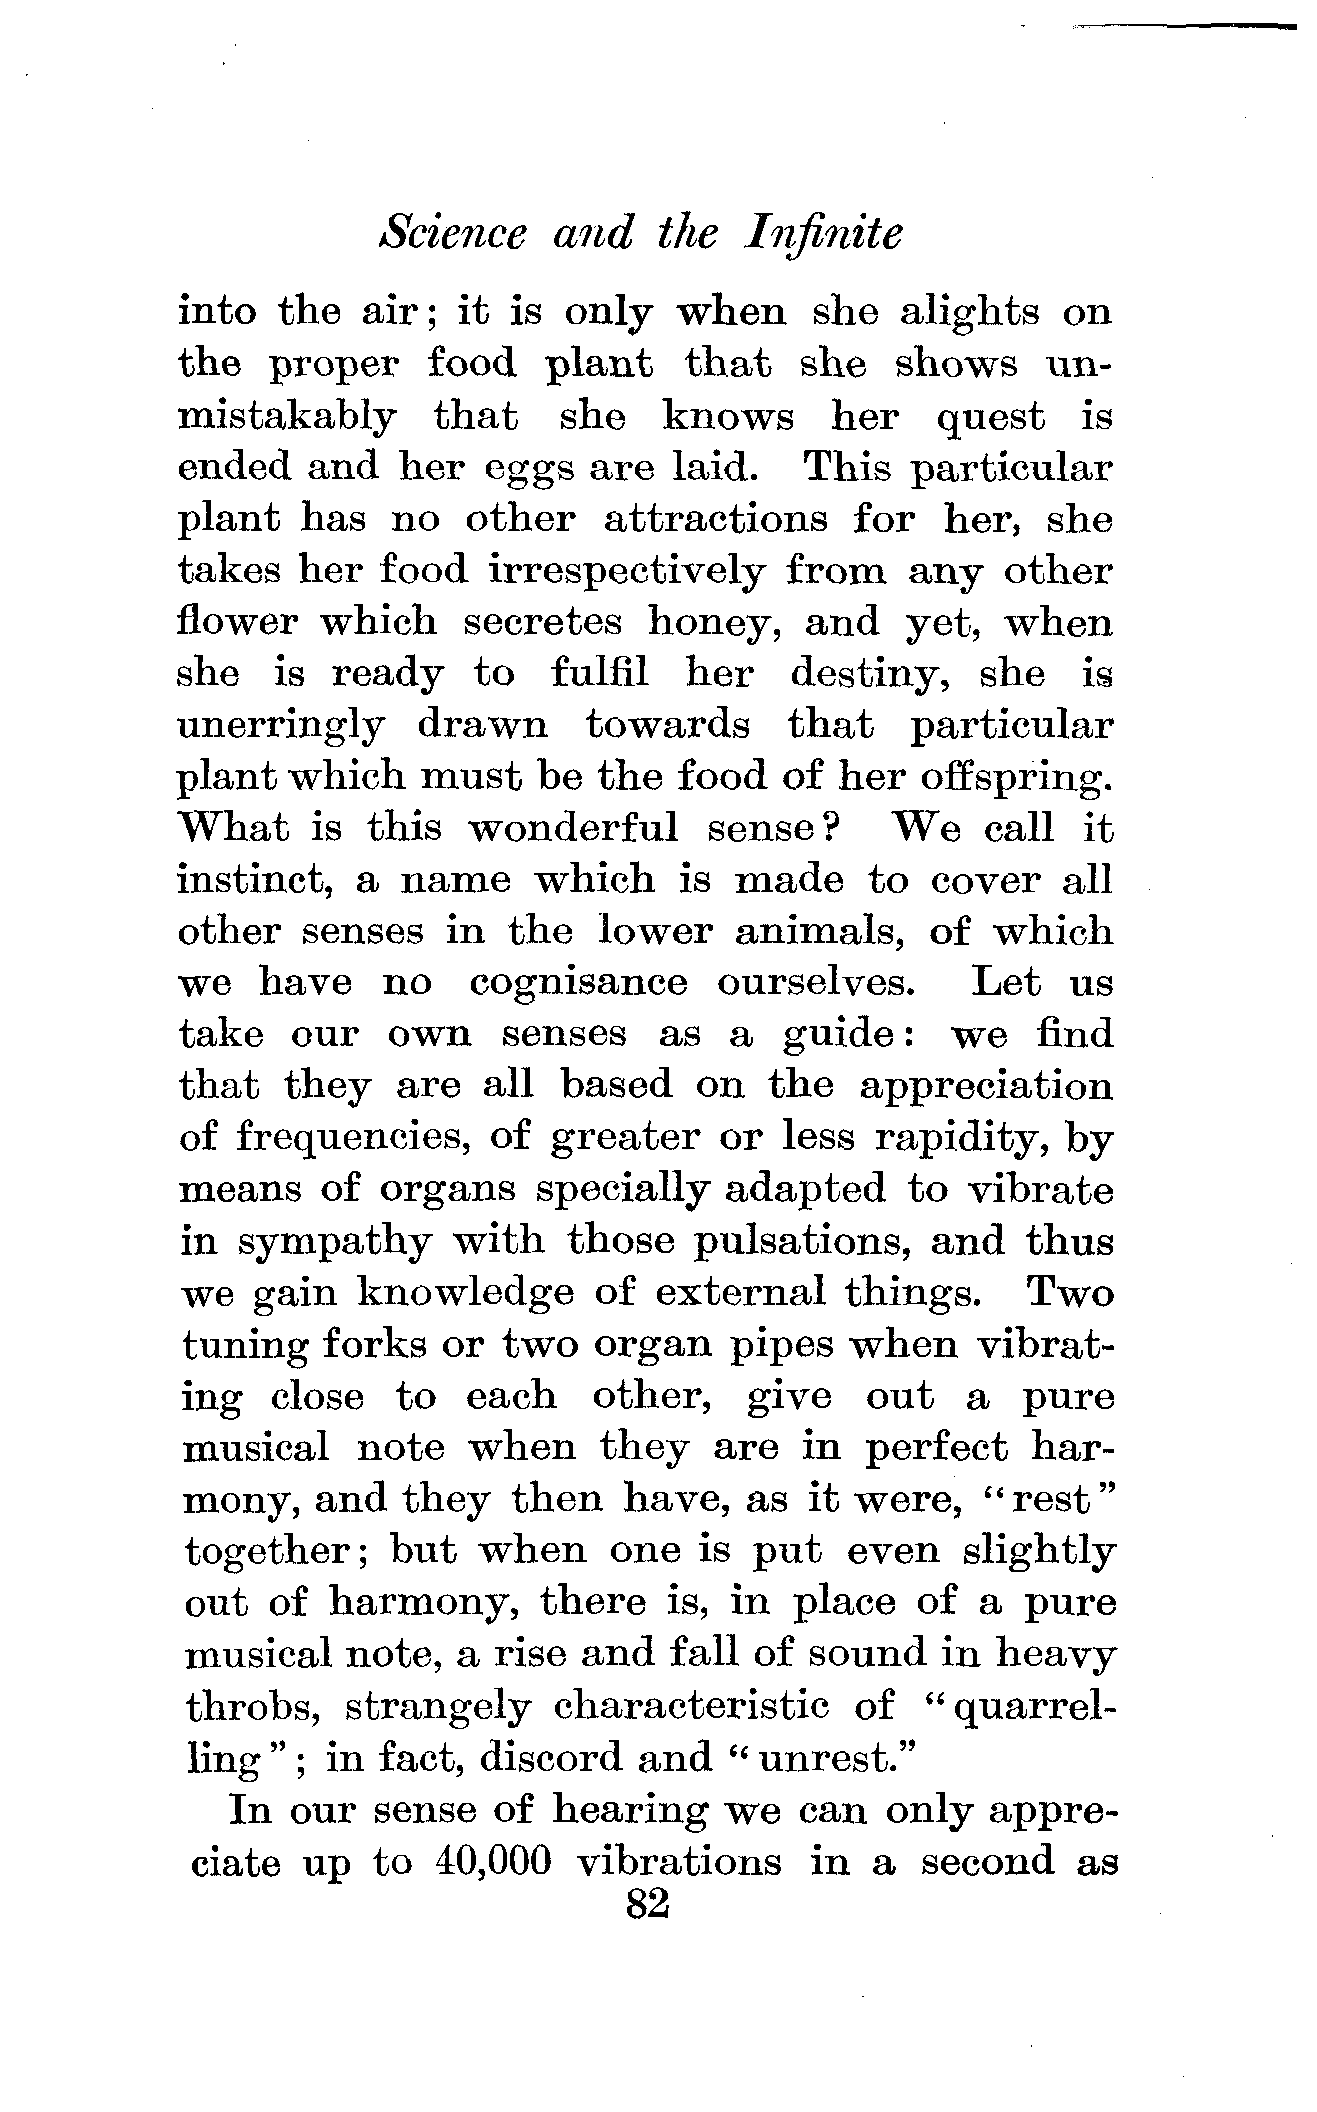 Science and the Infinite
into the air; it is only when she alights on
the proper food plant that she shows un-
mistakably that she knows her quest is
ended and her eggs are laid. This particular
plant has no other attractions for her, she
takes her food irrespectively from any other
flower which secretes honey, and yet, when
she is ready to fulfil her destiny, she is
unerringly drawn towards that particular
plant which must be the food of her offspring.
What is this wonderful sense? We call it
instinct, a name which is made to cover all
other senses in the lower animals, of which
we have no cognisance ourselves. Let us
take our own senses as a guide: we find
that they are all based on the appreciation
of frequencies, of greater or less rapidity, by
means of organs specially adapted to vibrate
in sympathy with those pulsations, and thus
we gain knowledge of external things. Two
tuning forks or two organ pipes when vibrat-
ing close to each other, give out a pure
musical note when they are in perfect har-
mony, and they then have, as it were, "rest"
together; but when one is put even slightly
out of harmony, there is, in place of a pure
musical note, a rise and fall of sound in heavy
throbs, strangely characteristic of "quarrel-
ling"; in fact, discord and "unrest."
In our sense of hearing we can only appre-
ciate up to 40,000 vibrations in a second as
82